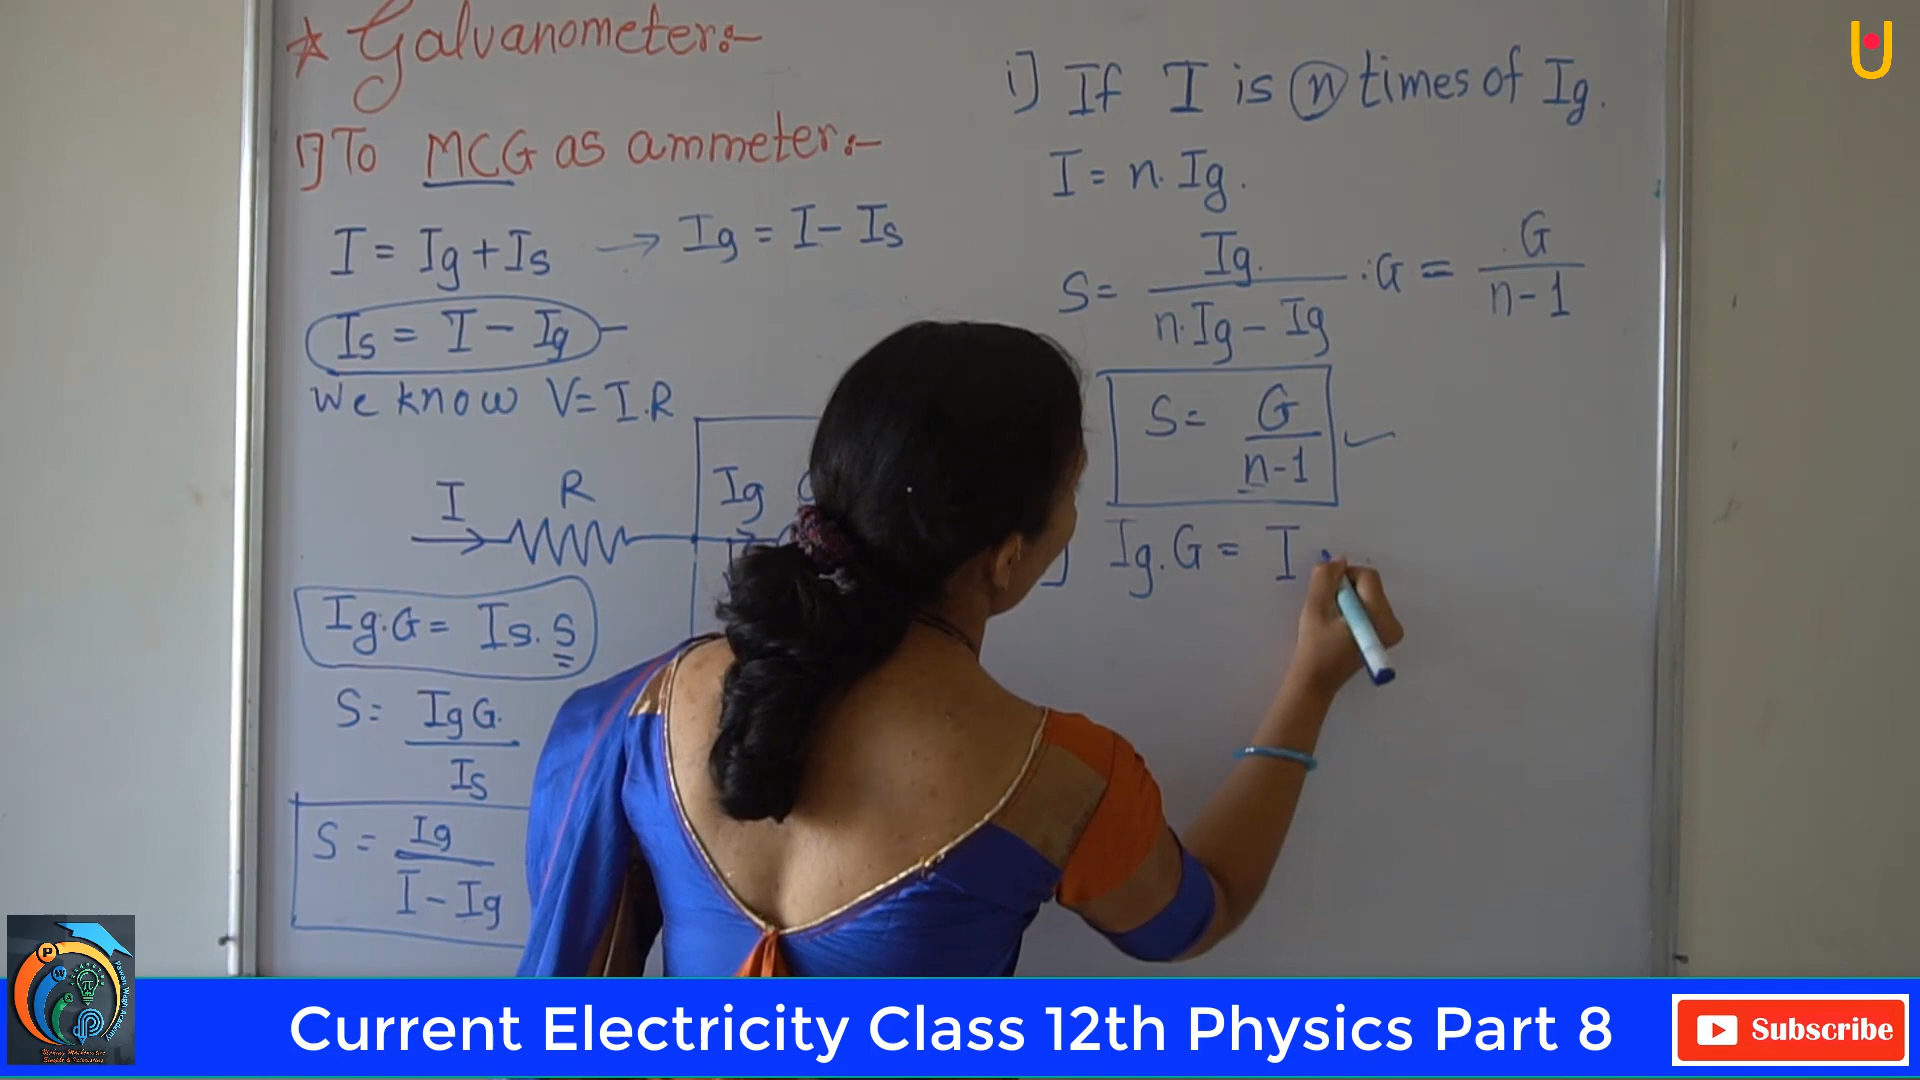 ☆ Galvanometer:-
1] To MCG as ammeter:-
I = Ig + Is → Ig = I - Is
Is = I - Ig
We know V = I.R
I R
Ig
Ig.G = Is.S
S = IgG. / Is
S = Ig / I - Ig
i] If I is n times of Ig.
I = n.Ig.
S = Ig. / n.Ig - Ig .G = G / n-1
S = G / n-1
] Ig.G = I
Current Electricity Class 12th Physics Part 8
Subscribe